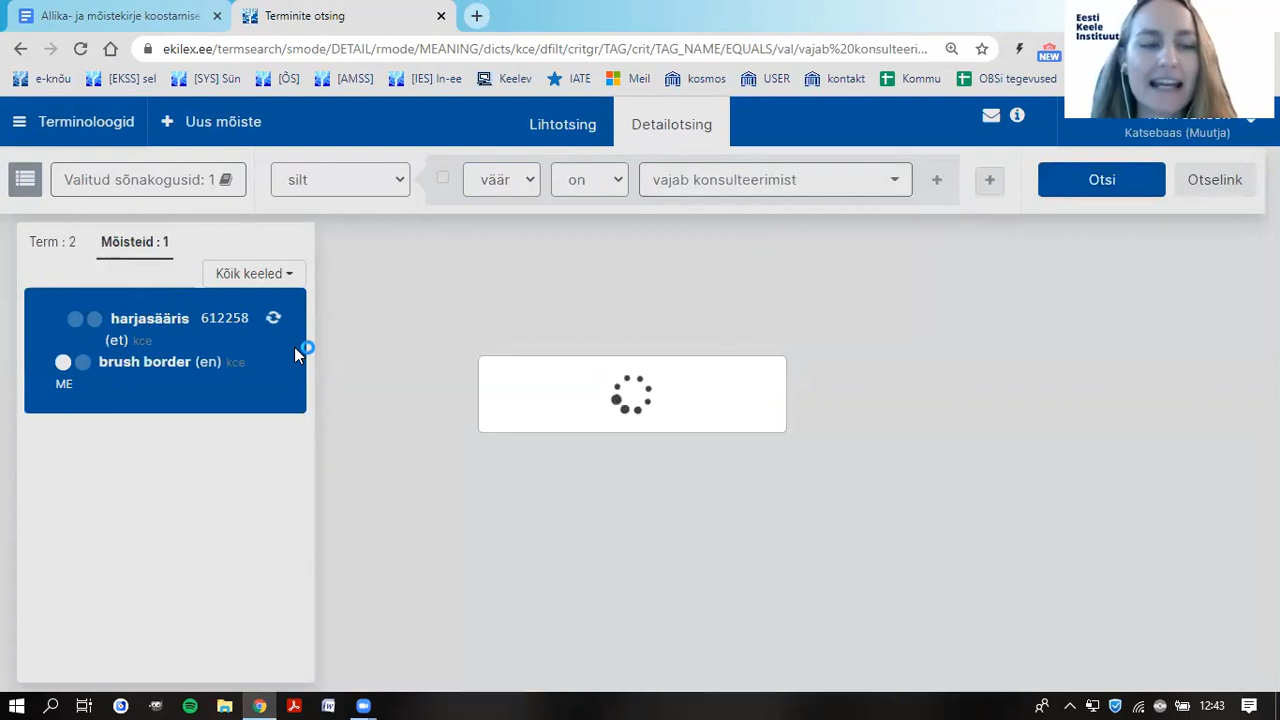 Allika- ja mõistekirje koostamise
Terminite otsing
Eesti
Keele
Instituut
ekilex.ee/termsearch/smode/DETAIL/rmode/MEANING/dicts/kce/dfilt/critgr/TAG/crit/TAG_NAME/EQUALS/val/vajab%20konsulteeri...
NEW
e-knõu
[EKSS] sel
[SYS] Sün
[ÕS]
[AMSS]
[IES] In-ee
Keelev
IATE
Meil
kosmos
USER
kontakt
Kommu
OBSi tegevused
Terminoloogid
Uus mõiste
Lihtotsing
Detailotsing
Katsebaas (Muutja)
Valitud sõnakogusid: 1
silt
väär
on
vajab konsulteerimist
Otsi
Otselink
Term : 2
Mõisteid : 1
Kõik keeled
harjasääris 612258
(et) kce
brush border (en) kce
ME
12:43